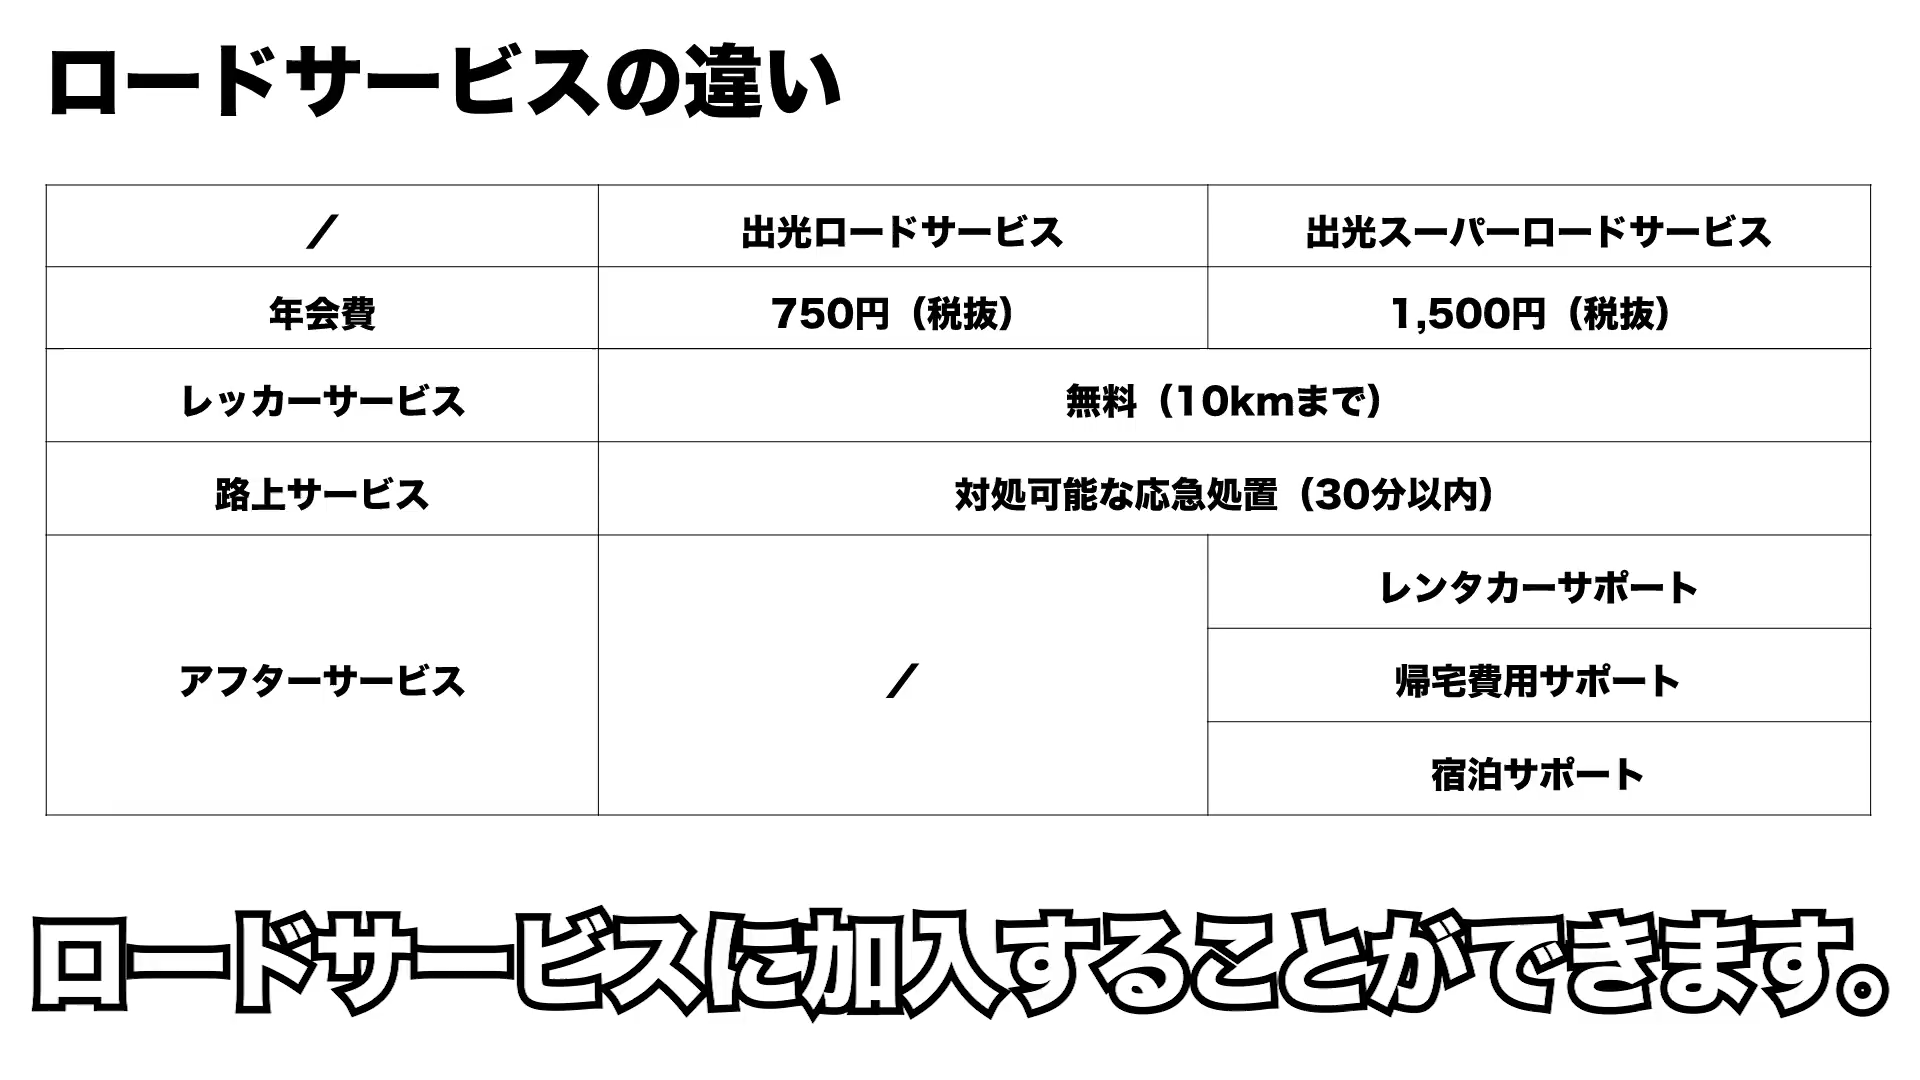 ロードサービスの違い
／ 出光ロードサービス 出光スーパーロードサービス
年会費 750円（税抜） 1,500円（税抜）
レッカーサービス 無料（10kmまで）
路上サービス 対処可能な応急処置（30分以内）
レンタカーサポート
アフターサービス ／ 帰宅費用サポート
宿泊サポート
ロードサービスに加入することができます。